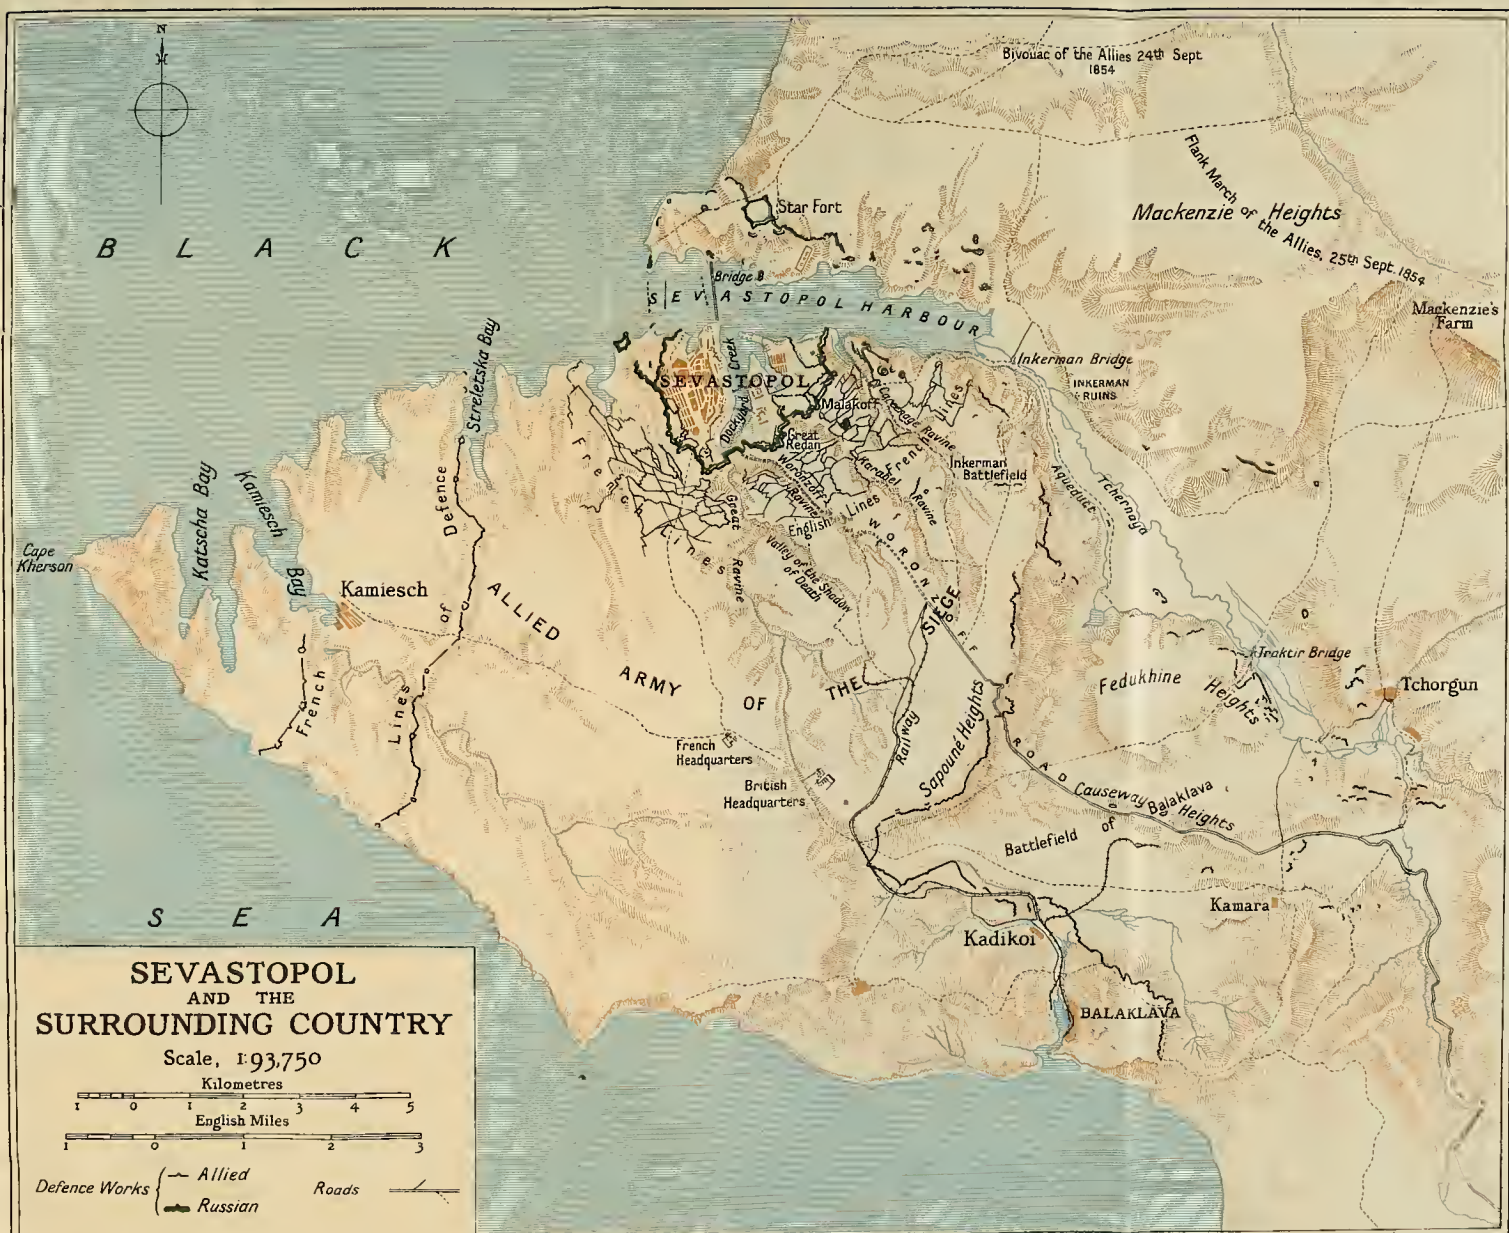 N
Bivouac of the Allies 24th Sept.
1854
Flank March of the Allies, 25th Sept. 1854
Mackenzie Heights
Mackenzie's
Farm
Star Fort
BLACK
Bridge B
SEVASTOPOL HARBOUR
Streletska Bay
Inkerman Bridge
INKERMAN
RUINS
SEVASTOPOL
Dockyard Creek
Malakoff
Great
Redan
Careenage Ravine
French Lines
Woronzoff
Ravine
Karabel
Ravine
Inkerman
Battlefield
French Lines
Great Ravine
English Lines
Valley of the Shadow
of Death
Aqueduct
Tchernaya
Katscha Bay
Kamiesch Bay
Cape
Kherson
Kamiesch
French Lines of Defence
ALLIED ARMY OF THE SIEGE
WORONZOFF ROAD
Railway
Sapouné Heights
Fedukhine Heights
Traktir Bridge
Tchorgun
French
Headquarters
British
Headquarters
Causeway Heights
Battlefield of Balaklava
Kamara
Kadikoi
BALAKLAVA
SEA
SEVASTOPOL
AND THE
SURROUNDING COUNTRY
Scale, 1:93,750
Kilometres
1 0 1 2 3 4 5
English Miles
1 0 1 2 3
Defence Works
Allied
Russian
Roads